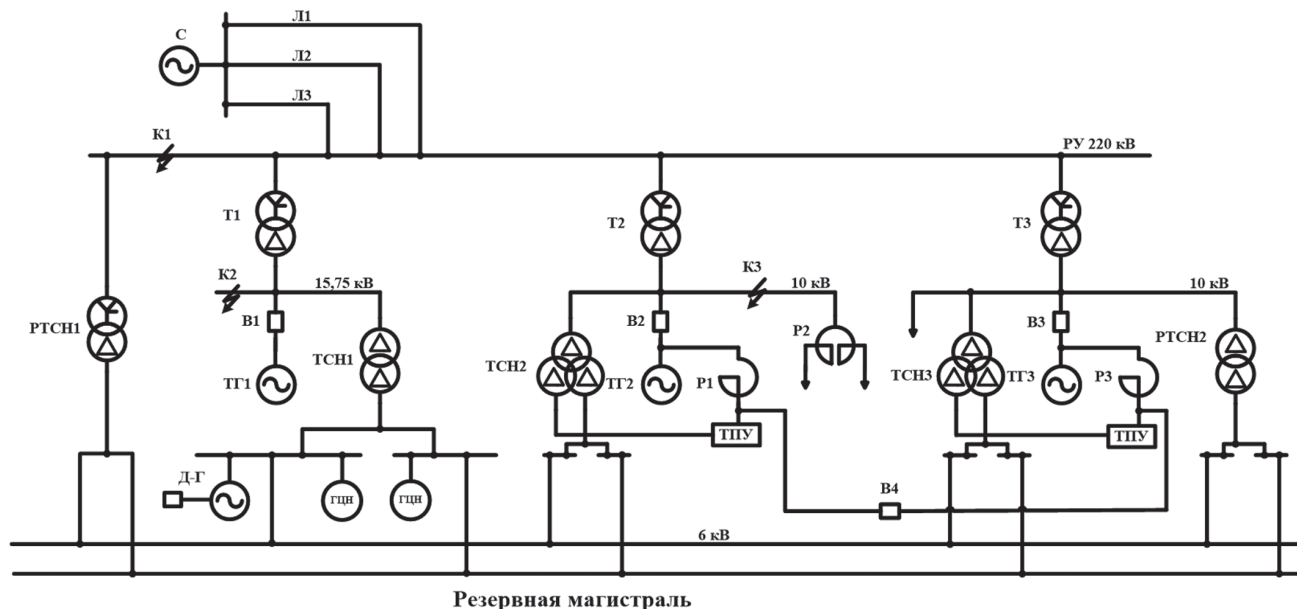 С
Л1
Л2
Л3
К1
РУ 220 кВ
Т1
Т2
Т3
К2
15,75 кВ
К3
10 кВ
10 кВ
РТСН1
В1
ТСН1
ТГ1
В2
Р2
ТСН2
ТГ2
Р1
ТПУ
В3
РТСН2
ТСН3
ТГ3
Р3
ТПУ
Д-Г
ГЦН
ГЦН
В4
6 кВ
Резервная магистраль